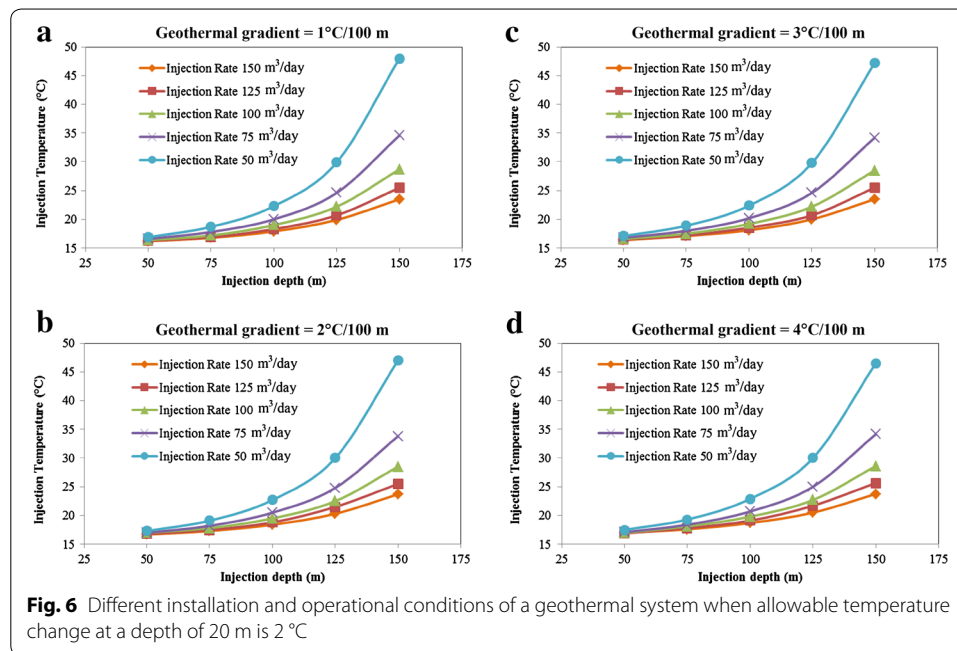 a
Geothermal gradient = 1°C/100 m
50
45
40
35
30
25
20
15
Injection Temperature (°C)
Injection Rate 150 m³/day
Injection Rate 125 m³/day
Injection Rate 100 m³/day
Injection Rate 75 m³/day
Injection Rate 50 m³/day
25 50 75 100 125 150 175
Injection depth (m)
c
Geothermal gradient = 3°C/100 m
50
45
40
35
30
25
20
15
Injection Temperature (°C)
Injection Rate 150 m³/day
Injection Rate 125 m³/day
Injection Rate 100 m³/day
Injection Rate 75 m³/day
Injection Rate 50 m³/day
25 50 75 100 125 150 175
Injection depth (m)
b
Geothermal gradient = 2°C/100 m
50
45
40
35
30
25
20
15
Injection Temperature (°C)
Injection Rate 150 m³/day
Injection Rate 125 m³/day
Injection Rate 100 m³/day
Injection Rate 75 m³/day
Injection Rate 50 m³/day
25 50 75 100 125 150 175
Injection depth (m)
d
Geothermal gradient = 4°C/100 m
50
45
40
35
30
25
20
15
Injection Temperature (°C)
Injection Rate 150 m³/day
Injection Rate 125 m³/day
Injection Rate 100 m³/day
Injection Rate 75 m³/day
Injection Rate 50 m³/day
25 50 75 100 125 150 175
Injection depth (m)
Fig. 6 Different installation and operational conditions of a geothermal system when allowable temperature
change at a depth of 20 m is 2 °C